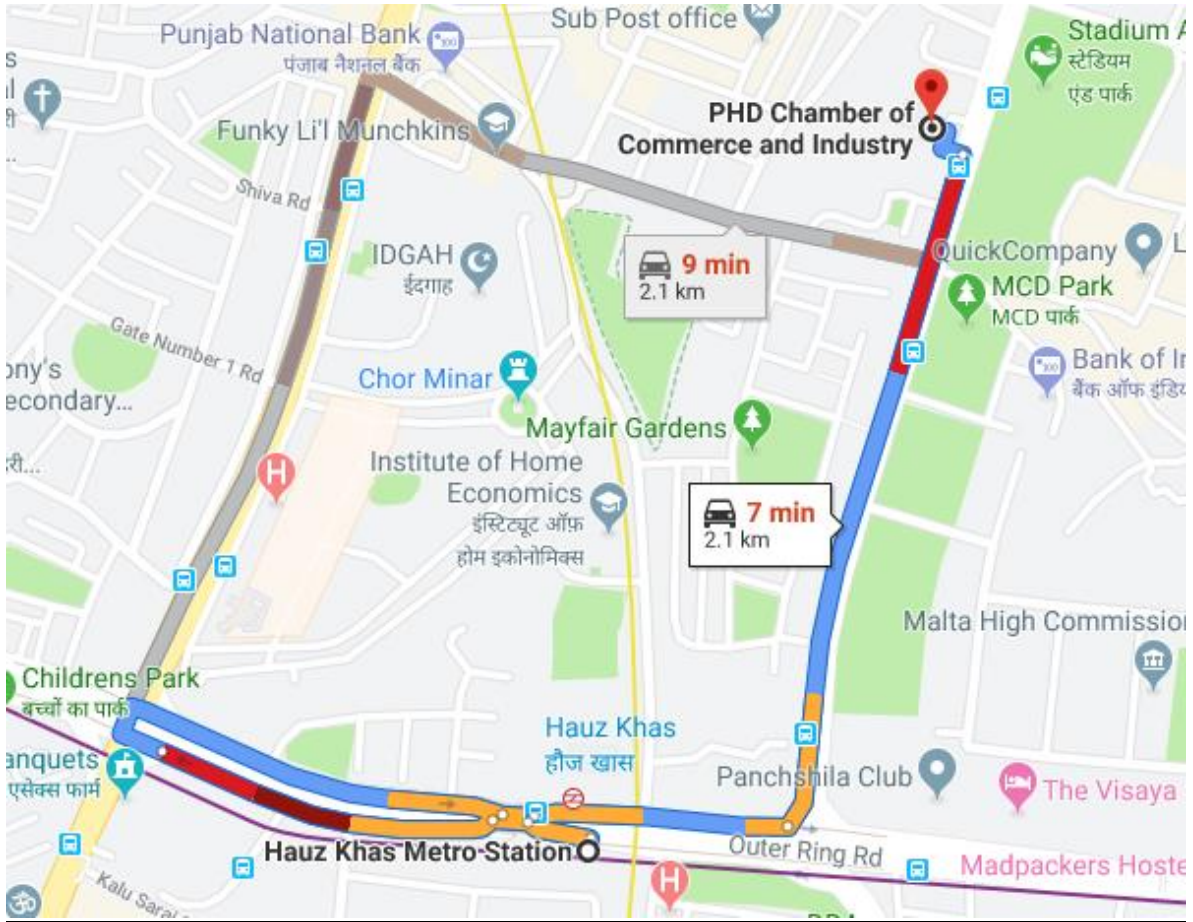 Sub Post office
Punjab National Bank
पंजाब नैशनल बैंक
Stadium A
स्टेडियम
एंड पार्क
PHD Chamber of
Commerce and Industry
Funky Li'l Munchkins
Shiva Rd
IDGAH
ईदगाह
9 min
2.1 km
QuickCompany
L
MCD Park
MCD पार्क
Gate Number 1 Rd
ony's
econdary...
Chor Minar
Bank of In
बैंक ऑफ़ इंडिय
Mayfair Gardens
री...
H
Institute of Home
Economics
इंस्टिट्यूट ऑफ़
होम इकोनोमिक्स
7 min
2.1 km
Malta High Commission
Childrens Park
बच्चों का पार्क
Hauz Khas
हौज खास
anquets
एसेक्स फार्म
Panchshila Club
The Visaya
Hauz Khas Metro Station
Outer Ring Rd
Madpackers Hoste
H
Kalu Sarai
ॐ